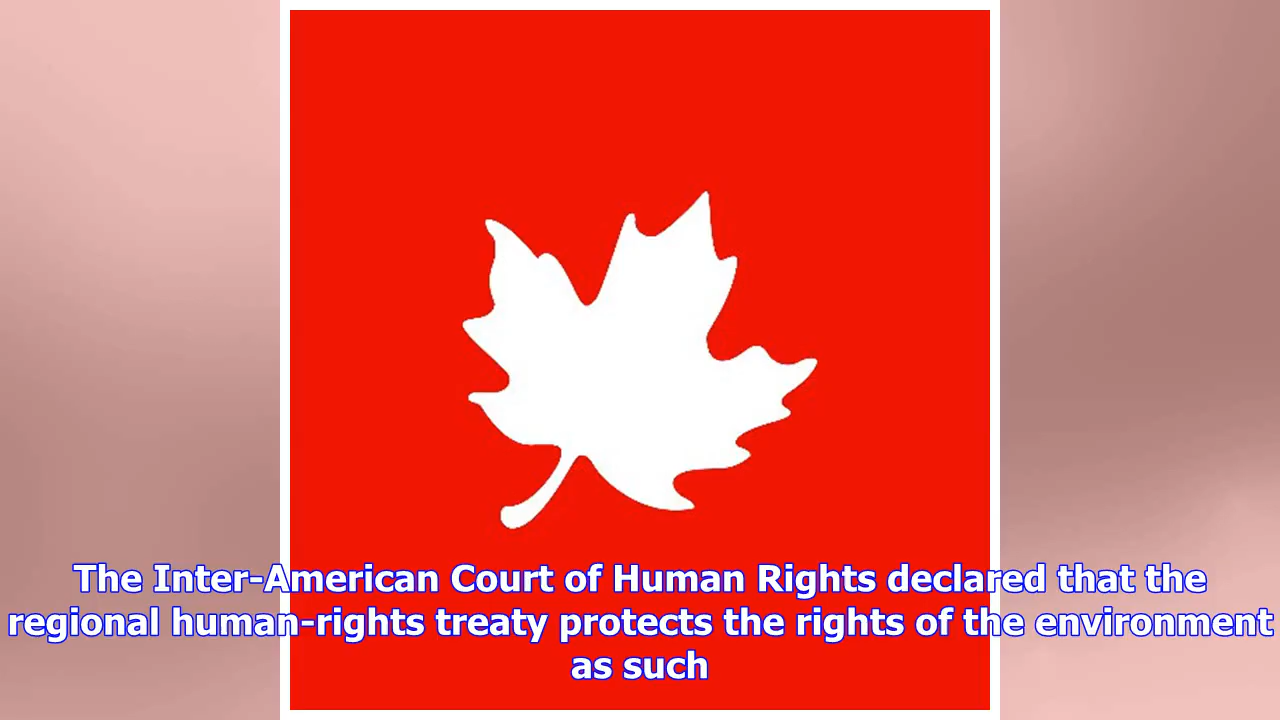 The Inter-American Court of Human Rights declared that the
regional human-rights treaty protects the rights of the environment
as such